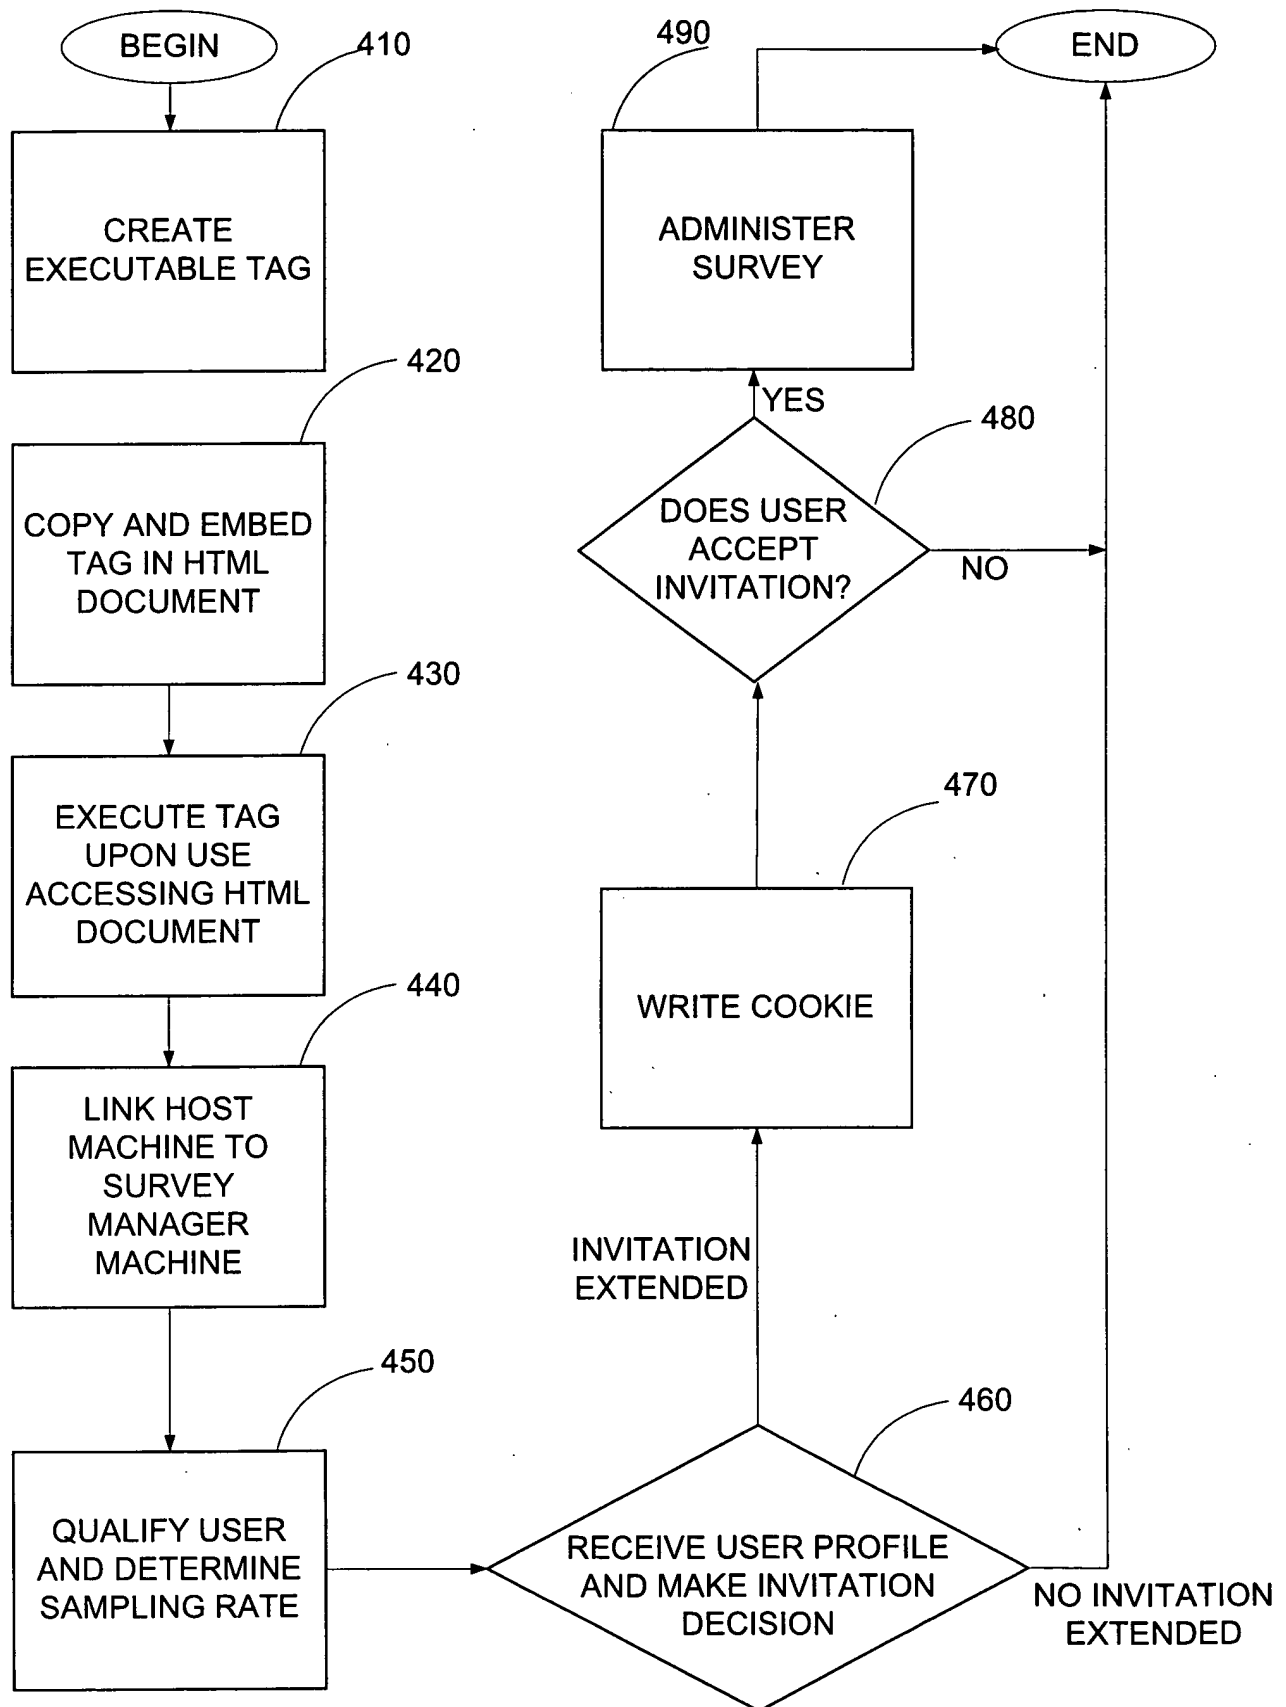 BEGIN
410
CREATE
EXECUTABLE TAG
420
COPY AND EMBED
TAG IN HTML
DOCUMENT
430
EXECUTE TAG
UPON USE
ACCESSING HTML
DOCUMENT
440
LINK HOST
MACHINE TO
SURVEY
MANAGER
MACHINE
450
QUALIFY USER
AND DETERMINE
SAMPLING RATE
460
RECEIVE USER PROFILE
AND MAKE INVITATION
DECISION
NO INVITATION
EXTENDED
INVITATION
EXTENDED
470
WRITE COOKIE
480
DOES USER
ACCEPT
INVITATION?
NO
YES
490
ADMINISTER
SURVEY
END